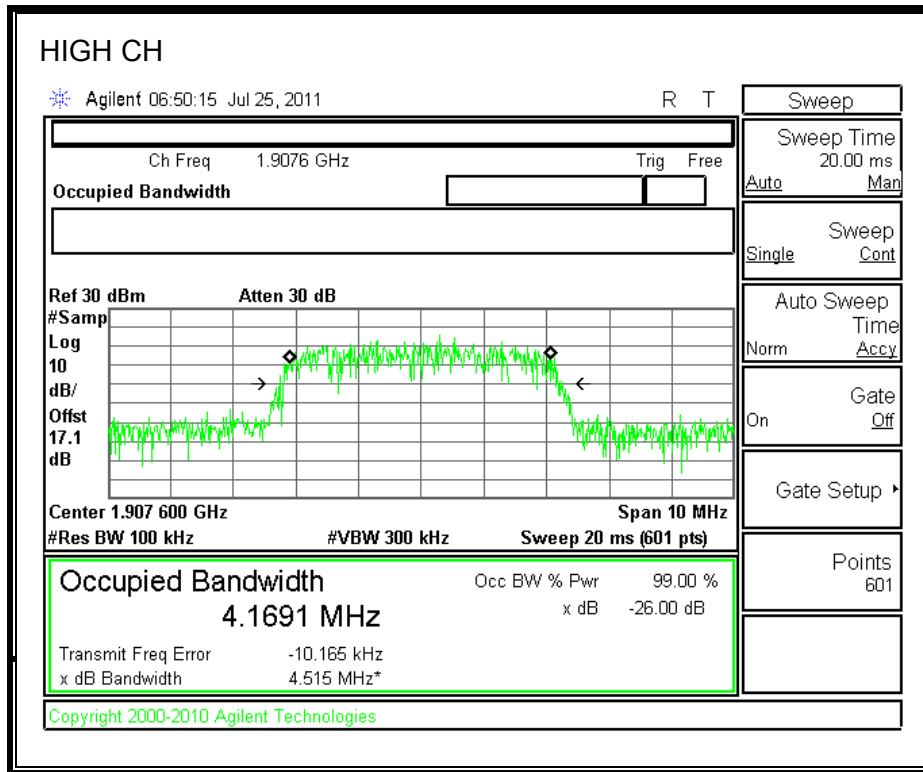 HIGH CH
Agilent 06:50:15 Jul 25, 2011 R T
Ch Freq 1.9076 GHz Trig Free
Occupied Bandwidth
Ref 30 dBm Atten 30 dB
#Samp
Log
10
dB/
Offst
17.1
dB
Center 1.907 600 GHz Span 10 MHz
#Res BW 100 kHz #VBW 300 kHz Sweep 20 ms (601 pts)
Occupied Bandwidth Occ BW % Pwr 99.00 %
4.1691 MHz x dB -26.00 dB
Transmit Freq Error -10.165 kHz
x dB Bandwidth 4.515 MHz*
Copyright 2000-2010 Agilent Technologies
Sweep
Sweep Time
20.00 ms
Auto Man
Sweep
Single Cont
Auto Sweep
Time
Norm Accy
Gate
On Off
Gate Setup
Points
601